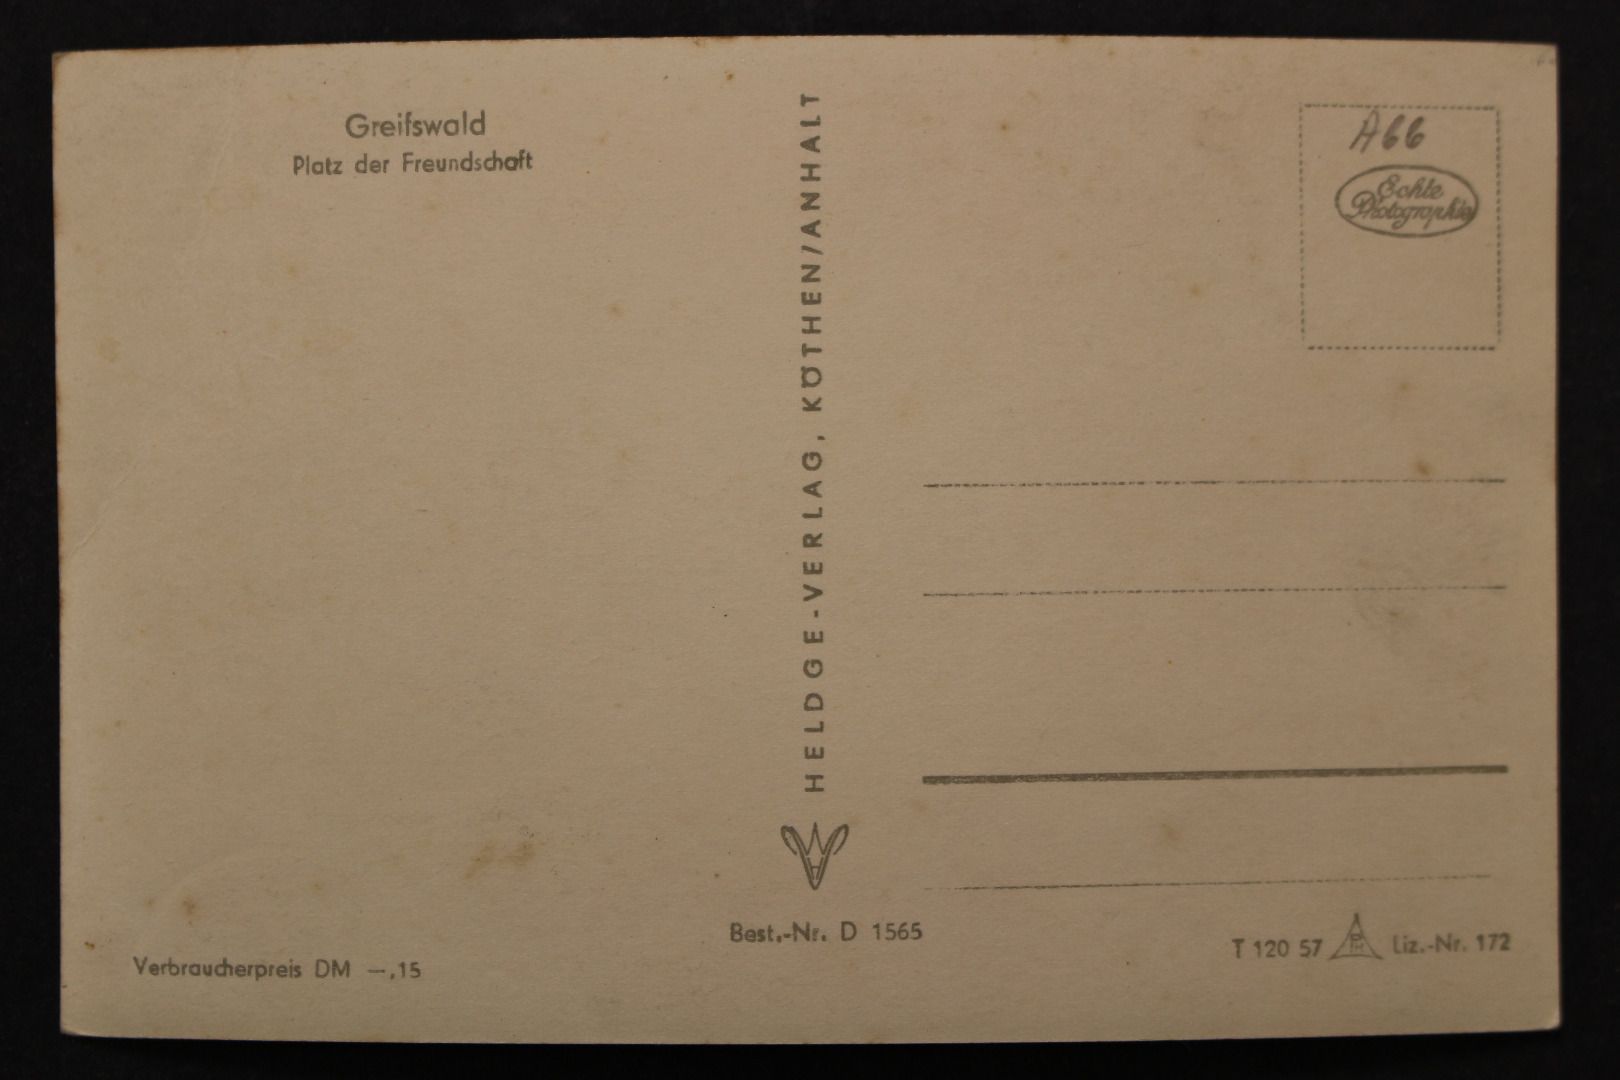 Greifswald
Platz der Freundschaft
HELDGE-VERLAG, KÖTHEN/ANHALT
A66
Echte
Photographie
Best.-Nr. D 1565
Verbraucherpreis DM —,15
T 120 57
Liz.-Nr. 172